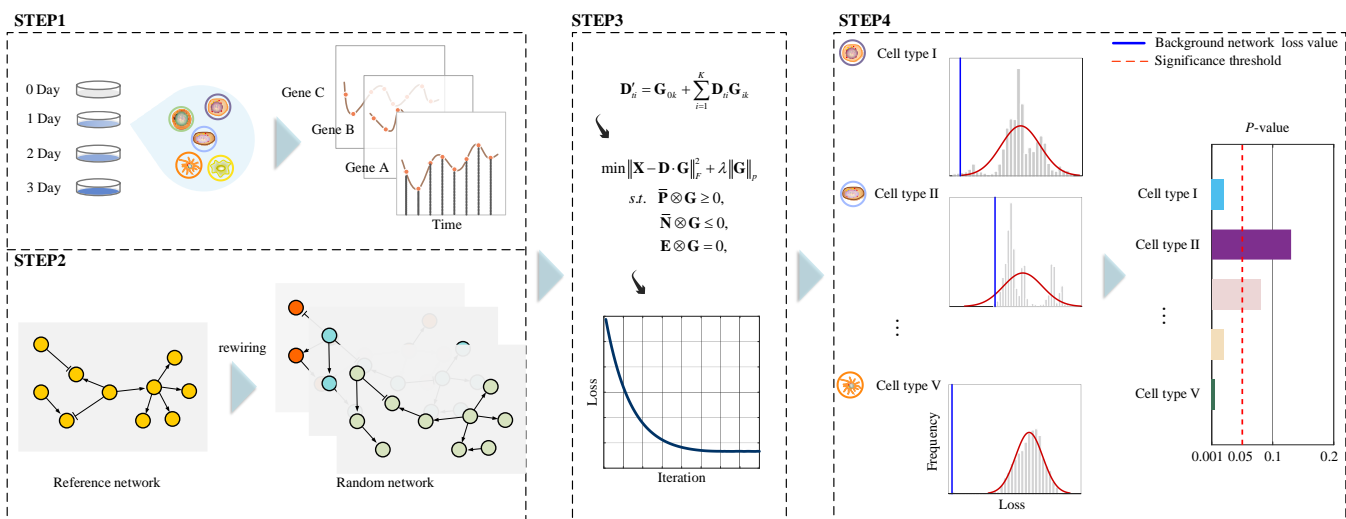 STEP1
0 Day
1 Day
2 Day
3 Day
Gene C
Gene B
Gene A
Time
STEP2
rewiring
Reference network
Random network
STEP3
D′ₜᵢ = G₀ₖ + ∑ᵢ₌₁ᴷ DₜᵢGᵢₖ
min‖X − D · G‖²_F + λ‖G‖ₚ
s.t. P̄ ⊗ G ≥ 0,
N̄ ⊗ G ≤ 0,
E ⊗ G = 0,
Loss
Iteration
STEP4
Cell type I
Cell type II
⋮
Cell type V
Frequency
Loss
Background network loss value
Significance threshold
P-value
Cell type I
Cell type II
⋮
Cell type V
0.001 0.05 0.1 0.2